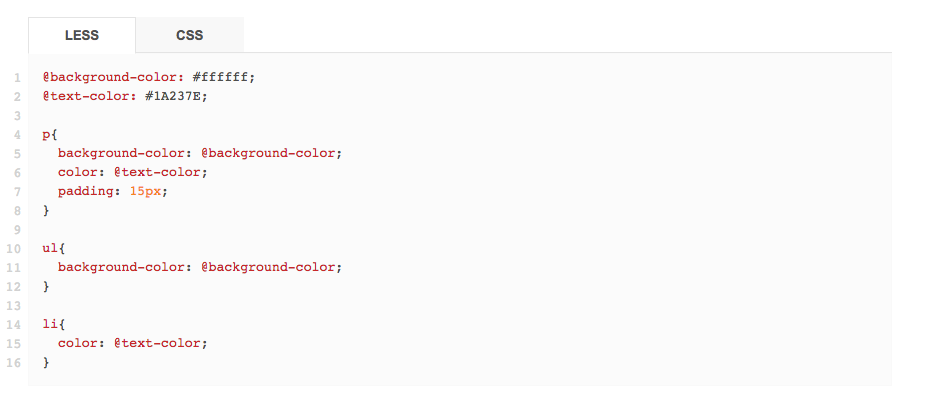 LESS CSS
1 @background-color: #ffffff;
2 @text-color: #1A237E;
3
4 p{
5   background-color: @background-color;
6   color: @text-color;
7   padding: 15px;
8 }
9
10 ul{
11   background-color: @background-color;
12 }
13
14 li{
15   color: @text-color;
16 }